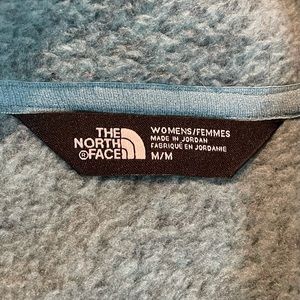 THE
NORTH
FACE
®
WOMENS/FEMMES
MADE IN JORDAN
FABRIQUÉ EN JORDANIE
M/M